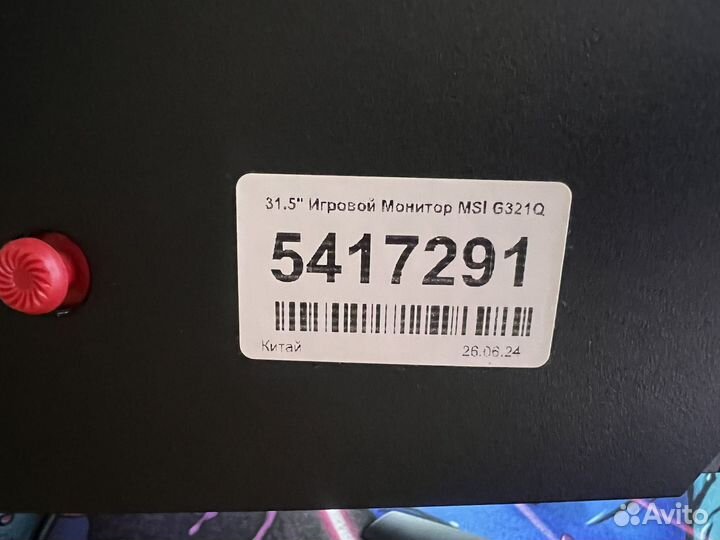 31.5" Игровой Монитор MSI G321Q
5417291
Китай
26.06.24
Avito